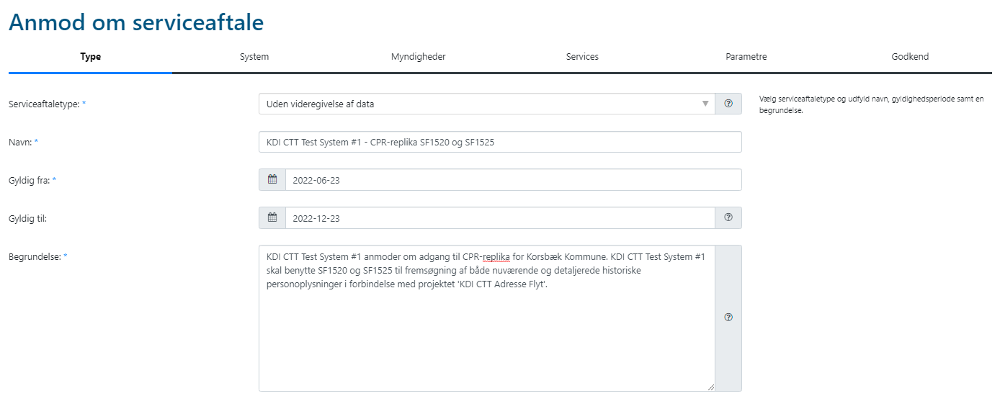 Anmod om serviceaftale
Type System Myndigheder Services Parametre Godkend
Serviceaftaletype: * Uden videregivelse af data
Vælg serviceaftaletype og udfyld navn, gyldighedsperiode samt en
begrundelse.
Navn: * KDI CTT Test System #1 - CPR-replika SF1520 og SF1525
Gyldig fra: * 2022-06-23
Gyldig til: 2022-12-23
Begrundelse: * KDI CTT Test System #1 anmoder om adgang til CPR-replika for Korsbæk Kommune. KDI CTT Test System #1
skal benytte SF1520 og SF1525 til fremsøgning af både nuværende og detaljerede historiske
personoplysninger i forbindelse med projektet 'KDI CTT Adresse Flyt'.